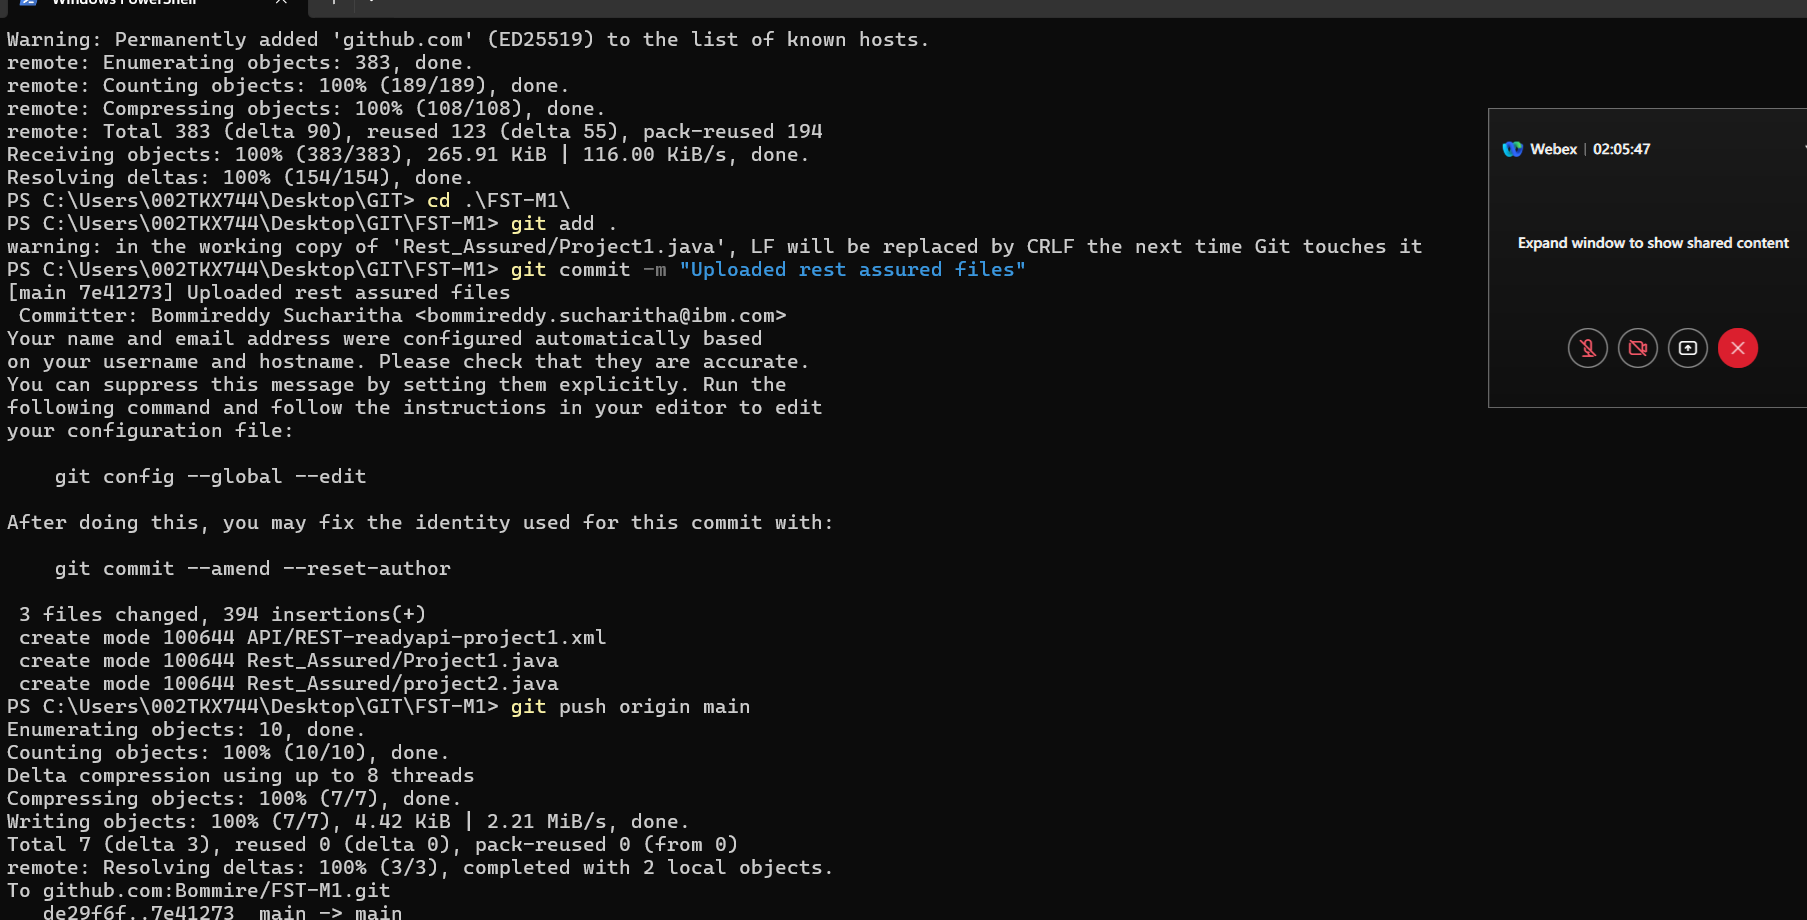 Windows PowerShell
Warning: Permanently added 'github.com' (ED25519) to the list of known hosts.
remote: Enumerating objects: 383, done.
remote: Counting objects: 100% (189/189), done.
remote: Compressing objects: 100% (108/108), done.
remote: Total 383 (delta 90), reused 123 (delta 55), pack-reused 194
Receiving objects: 100% (383/383), 265.91 KiB | 116.00 KiB/s, done.
Resolving deltas: 100% (154/154), done.
PS C:\Users\002TKX744\Desktop\GIT> cd .\FST-M1\
PS C:\Users\002TKX744\Desktop\GIT\FST-M1> git add .
warning: in the working copy of 'Rest_Assured/Project1.java', LF will be replaced by CRLF the next time Git touches it
PS C:\Users\002TKX744\Desktop\GIT\FST-M1> git commit -m "Uploaded rest assured files"
[main 7e41273] Uploaded rest assured files
 Committer: Bommireddy Sucharitha <bommireddy.sucharitha@ibm.com>
Your name and email address were configured automatically based
on your username and hostname. Please check that they are accurate.
You can suppress this message by setting them explicitly. Run the
following command and follow the instructions in your editor to edit
your configuration file:
    git config --global --edit
After doing this, you may fix the identity used for this commit with:
    git commit --amend --reset-author
 3 files changed, 394 insertions(+)
 create mode 100644 API/REST-readyapi-project1.xml
 create mode 100644 Rest_Assured/Project1.java
 create mode 100644 Rest_Assured/project2.java
PS C:\Users\002TKX744\Desktop\GIT\FST-M1> git push origin main
Enumerating objects: 10, done.
Counting objects: 100% (10/10), done.
Delta compression using up to 8 threads
Compressing objects: 100% (7/7), done.
Writing objects: 100% (7/7), 4.42 KiB | 2.21 MiB/s, done.
Total 7 (delta 3), reused 0 (delta 0), pack-reused 0 (from 0)
remote: Resolving deltas: 100% (3/3), completed with 2 local objects.
To github.com:Bommire/FST-M1.git
   de29f6f..7e41273  main -> main
Webex | 02:05:47
Expand window to show shared content